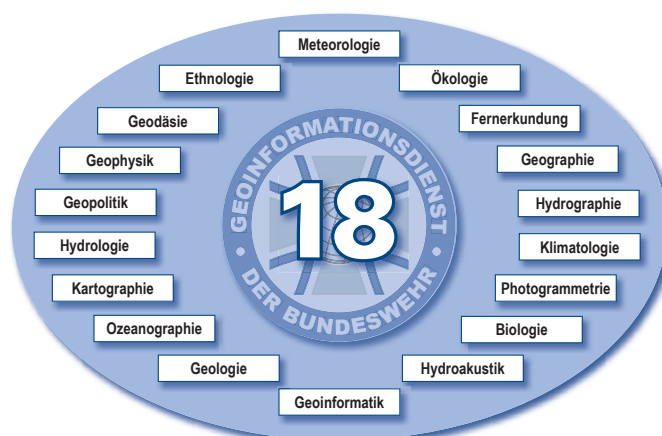 Meteorologie
Ethnologie
Ökologie
Geodäsie
Fernerkundung
Geophysik
Geographie
Geopolitik
Hydrographie
Hydrologie
Klimatologie
Kartographie
Photogrammetrie
Ozeanographie
Biologie
Geologie
Hydroakustik
Geoinformatik
GEOINFORMATIONSDIENST
• DER BUNDESWEHR •
18